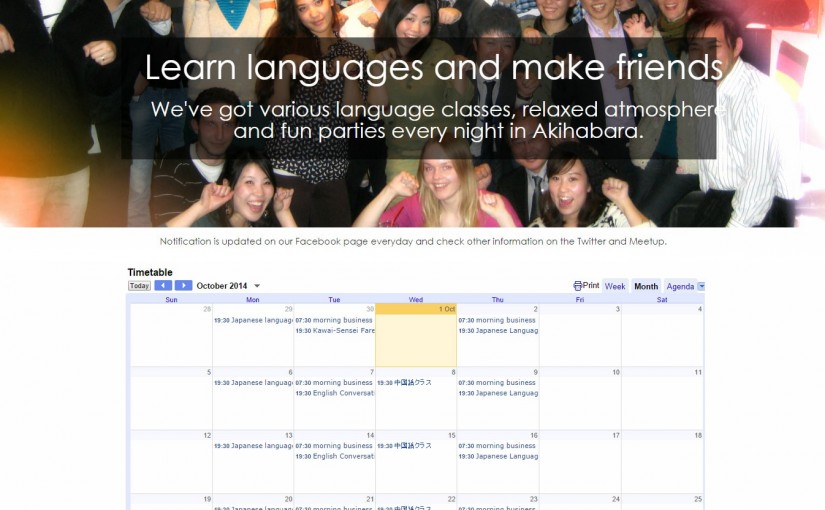 Learn languages and make friends
We've got various language classes, relaxed atmosphere
and fun parties every night in Akihabara.
Notification is updated on our Facebook page everyday and check other information on the Twitter and Meetup.
Timetable
Today October 2014 Print Week Month Agenda
Sun Mon Tue Wed Thu Fri Sat
28 29 30 1 Oct 2 3 4
19:30 Japanese languag 07:30 morning business 07:30 morning business
19:30 Kawai-Sensei Fare 19:30 Japanese Languag
5 6 7 8 9 10 11
19:30 Japanese languag 07:30 morning business 19:30 中国語クラス 07:30 morning business
19:30 English Conversati 19:30 Japanese Languag
12 13 14 15 16 17 18
19:30 Japanese languag 07:30 morning business 19:30 中国語クラス 07:30 morning business
19:30 English Conversati 19:30 Japanese Languag
19 20 21 22 23 24 25
19:30 Japanese languag 07:30 morning business 19:30 中国語クラス 07:30 morning business